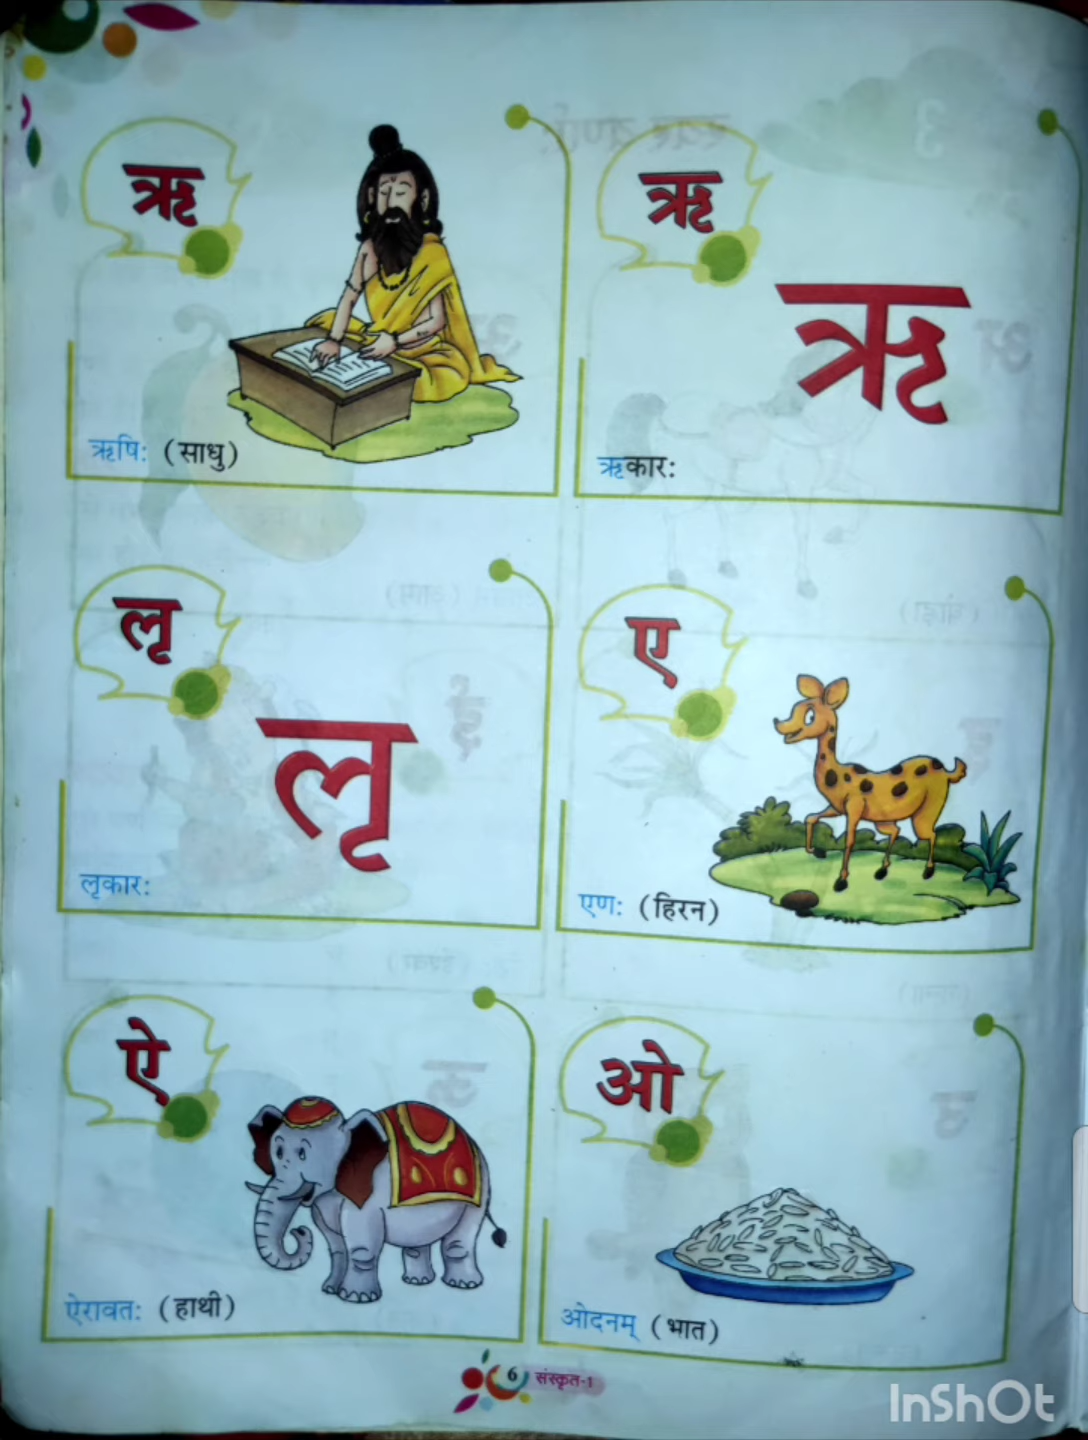 ऋ
ऋषिः (साधु)
ऋ
ऋ
ऋकारः
लृ
लृ
लृकारः
ए
एणः (हिरन)
ऐ
ऐरावतः (हाथी)
ओ
ओदनम् (भात)
6 संस्कृत-1
InShOt